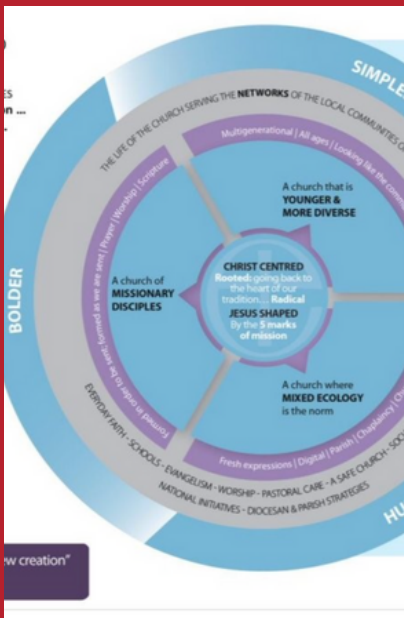 ES
n ...
SIMPLE
THE LIFE OF THE CHURCH SERVING THE NETWORKS OF THE LOCAL COMMUNITIES O
Multigenerational | All ages | Looking like the comm
A church that is
YOUNGER &
MORE DIVERSE
BOLDER
Formed in order to be sent, formed as we are sent | Prayer | Worship | Scripture
A church of
MISSIONARY
DISCIPLES
CHRIST CENTRED
Rooted: going back to
the heart of our
tradition... Radical
JESUS SHAPED
By the 5 marks
of mission
A church where
MIXED ECOLOGY
is the norm
Fresh expressions | Digital | Parish | Chaplaincy | Ch
EVERYDAY FAITH - SCHOOLS - EVANGELISM - WORSHIP - PASTORAL CARE - A SAFE CHURCH - SOC
NATIONAL INITIATIVES - DIOCESAN & PARISH STRATEGIES
HU
ew creation"